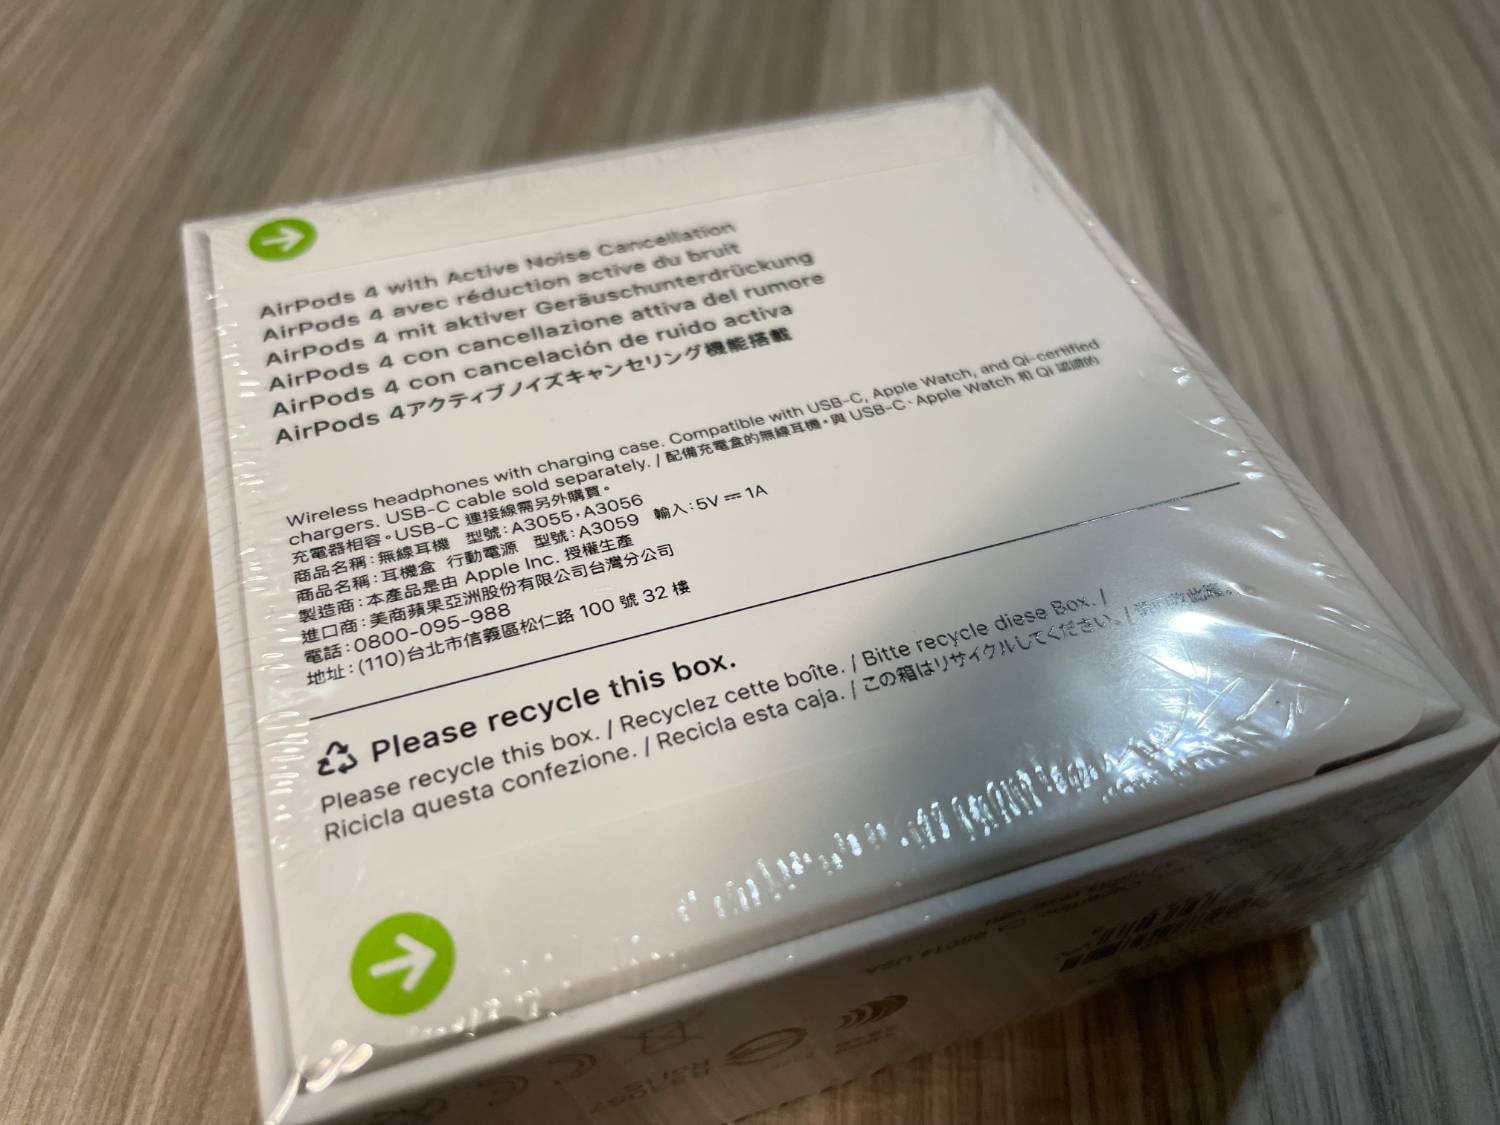 AirPods 4 with Active Noise Cancellation
AirPods 4 avec réduction active du bruit
AirPods 4 mit aktiver Geräuschunterdrückung
AirPods 4 con cancellazione attiva del rumore
AirPods 4 con cancelación de ruido activa
AirPods 4アクティブノイズキャンセリング機能搭載
Wireless headphones with charging case. Compatible with USB-C, Apple Watch, and Qi-certified
chargers. USB-C cable sold separately. / 配備充電盒的無線耳機，與 USB-C、Apple Watch 和 Qi 認證的
充電器相容。USB-C 連接線需另外購買。
商品名稱：無線耳機 型號：A3055，A3056
商品名稱：耳機盒 行動電源 型號：A3059 輸入：5V ⎓ 1A
製造商：本產品是由 Apple Inc. 授權生產
進口商：美商蘋果亞洲股份有限公司台灣分公司
電話：0800-095-988
地址：(110)台北市信義區松仁路 100 號 32 樓
Please recycle this box.
Please recycle this box. / Recyclez cette boîte. / Bitte recycle diese Box. /
Ricicla questa confezione. / Recicla esta caja. / この箱はリサイクルしてください。/
CA 95014 USA